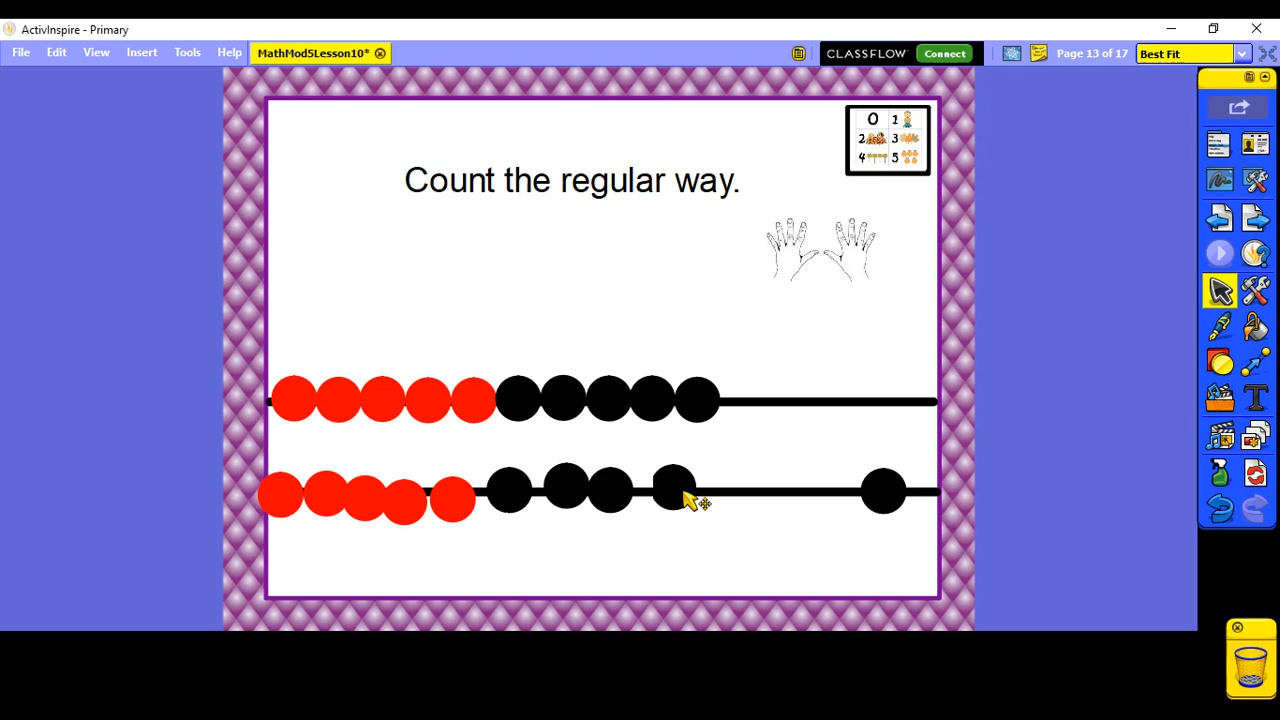 ActivInspire - Primary
File Edit View Insert Tools Help MathMod5Lesson10* CLASSFLOW Connect Page 13 of 17 Best Fit
Count the regular way.
0 1
2 3
4 5
T